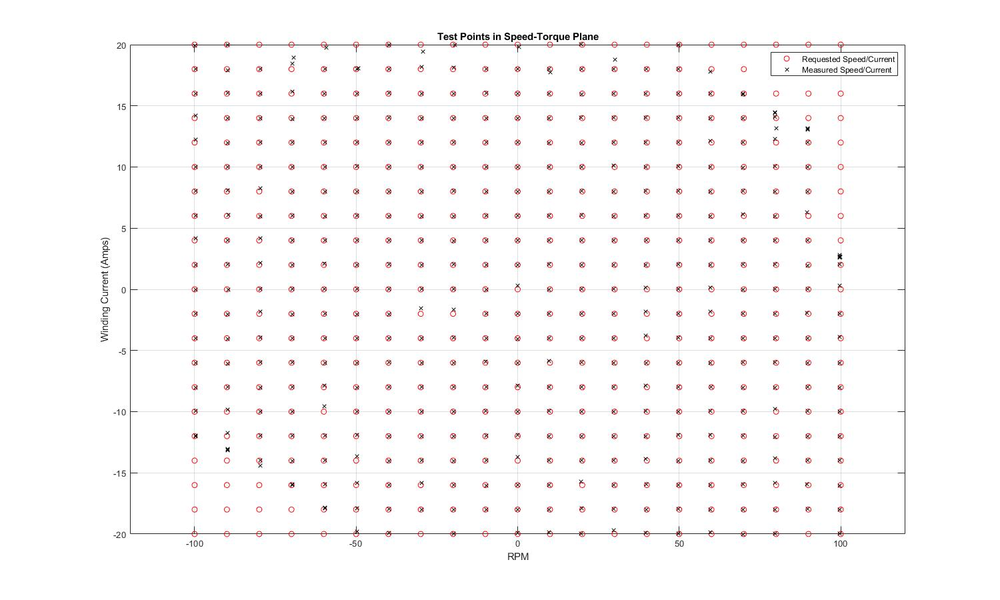 Test Points in Speed-Torque Plane
Requested Speed/Current
Measured Speed/Current
20
15
10
5
0
-5
-10
-15
-20
Winding Current (Amps)
-100
-50
0
50
100
RPM